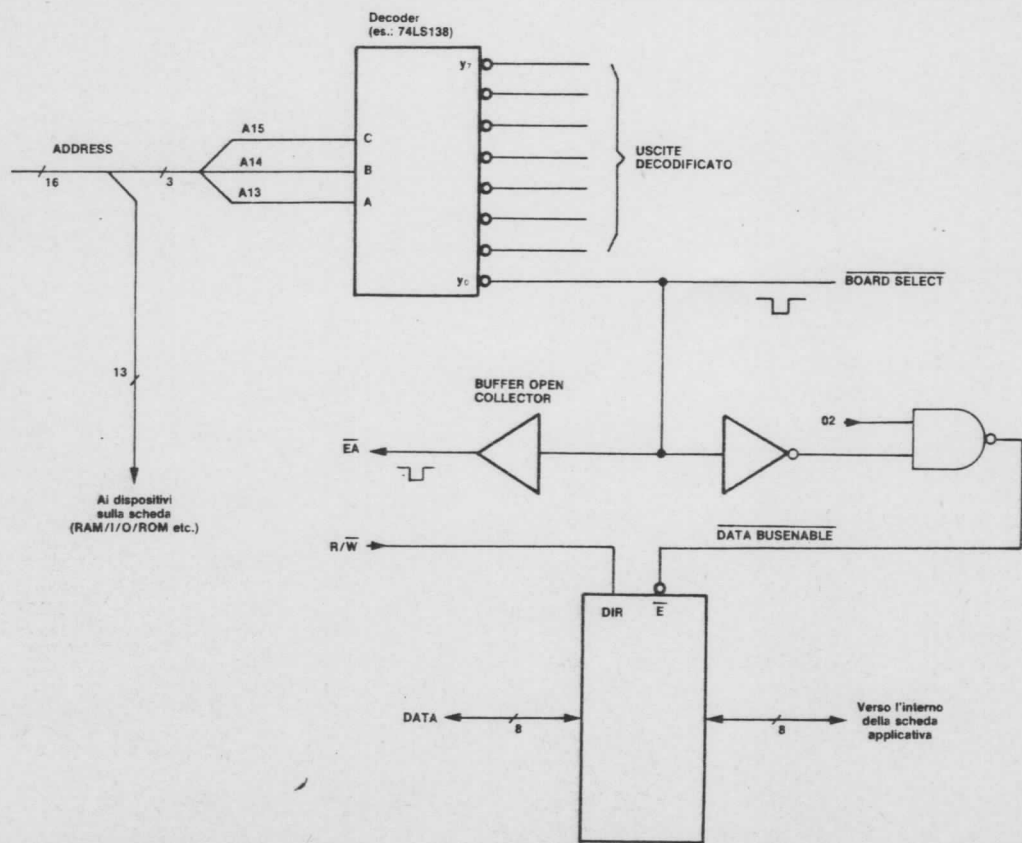 Decoder
(es.: 74LS138)
y7
A15
C
ADDRESS
A14
B
USCITE
DECODIFICATO
16
3
A13
A
y0
BOARD SELECT
13
BUFFER OPEN
COLLECTOR
02
EA
Ai dispositivi
sulla scheda
(RAM/I/O/ROM etc.)
DATA BUSENABLE
R/W
DIR
E
DATA
8
8
Verso l'interno
della scheda
applicativa